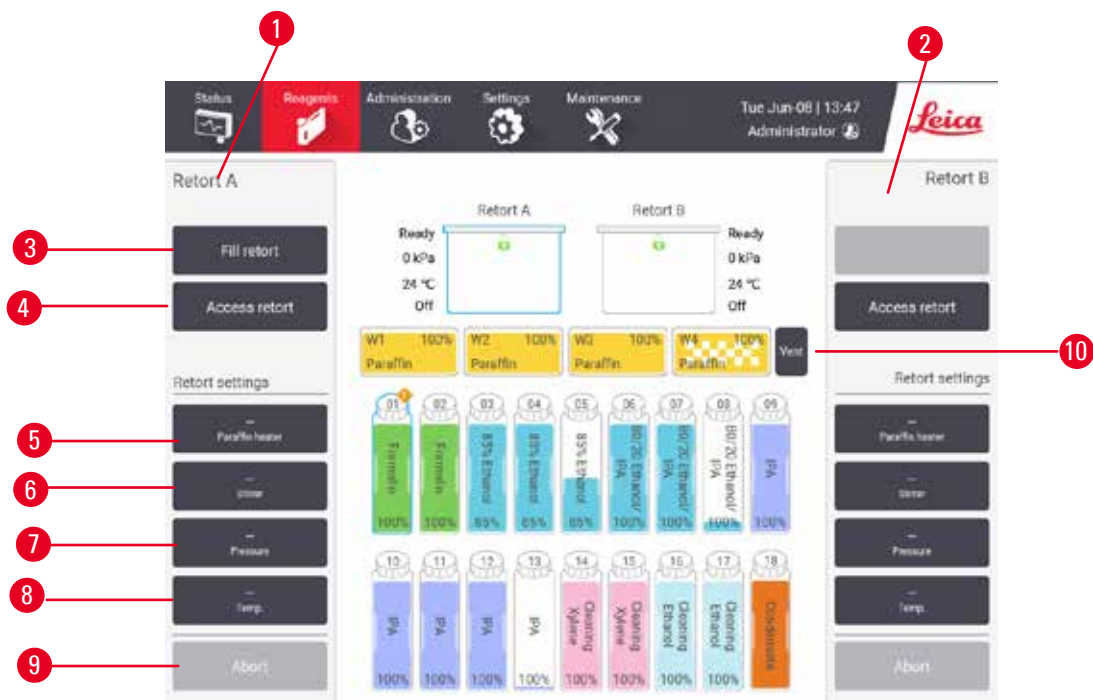 1
2
Status
Reagents
Administration
Settings
Maintenance
Tue Jun-08 | 13:47
Administrator
Leica
Retort A
Retort B
Retort A
Retort B
3
Fill retort
Ready
0 kPa
24 °C
Off
Ready
0 kPa
24 °C
Off
4
Access retort
Access retort
W1 100%
Paraffin
W2 100%
Paraffin
W3 100%
Paraffin
W4 100%
Paraffin
Vent
10
Retort settings
Retort settings
5
--
Paraffin heater
--
Paraffin heater
6
--
Stirrer
--
Stirrer
7
--
Pressure
--
Pressure
8
--
Temp.
--
Temp.
9
Abort
Abort
01
Formalin
100%
02
Formalin
100%
03
85% Ethanol
85%
04
85% Ethanol
85%
05
85% Ethanol
85%
06
80/20 Ethanol/
IPA
100%
07
80/20 Ethanol/
IPA
100%
08
80/20 Ethanol/
IPA
100%
09
IPA
100%
10
IPA
100%
11
IPA
100%
12
IPA
100%
13
IPA
100%
14
Cleaning
Xylene
100%
15
Cleaning
Xylene
100%
16
Cleaning
Ethanol
100%
17
Cleaning
Ethanol
100%
18
Condensate